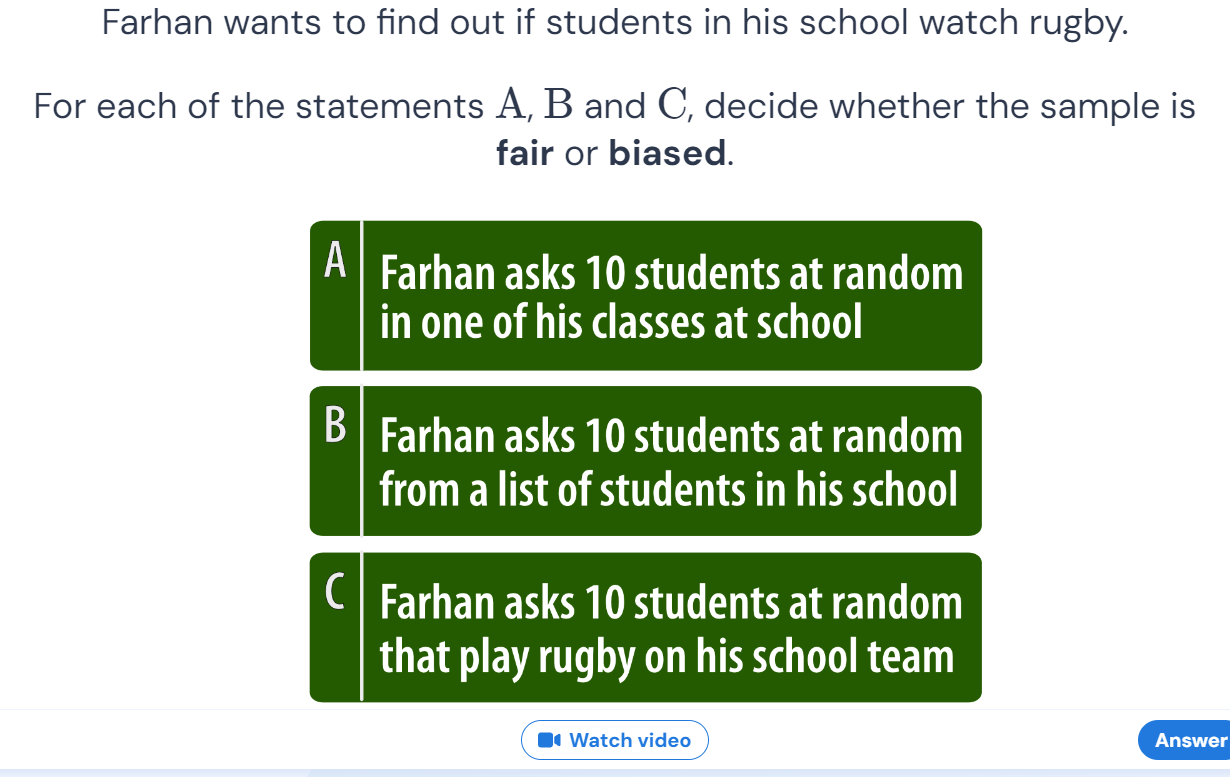 Farhan wants to find out if students in his school watch rugby.
For each of the statements A, B and C, decide whether the sample is
fair or biased.
A
Farhan asks 10 students at random
in one of his classes at school
B
Farhan asks 10 students at random
from a list of students in his school
C
Farhan asks 10 students at random
that play rugby on his school team
Watch video
Answer